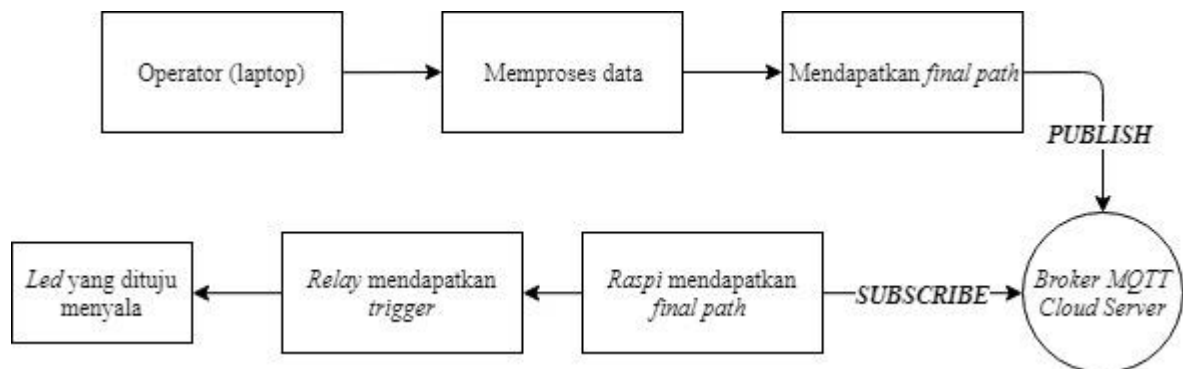 Operator (laptop)
Memproses data
Mendapatkan final path
PUBLISH
Led yang dituju
menyala
Relay mendapatkan
trigger
Raspi mendapatkan
final path
SUBSCRIBE
Broker MQTT
Cloud Server